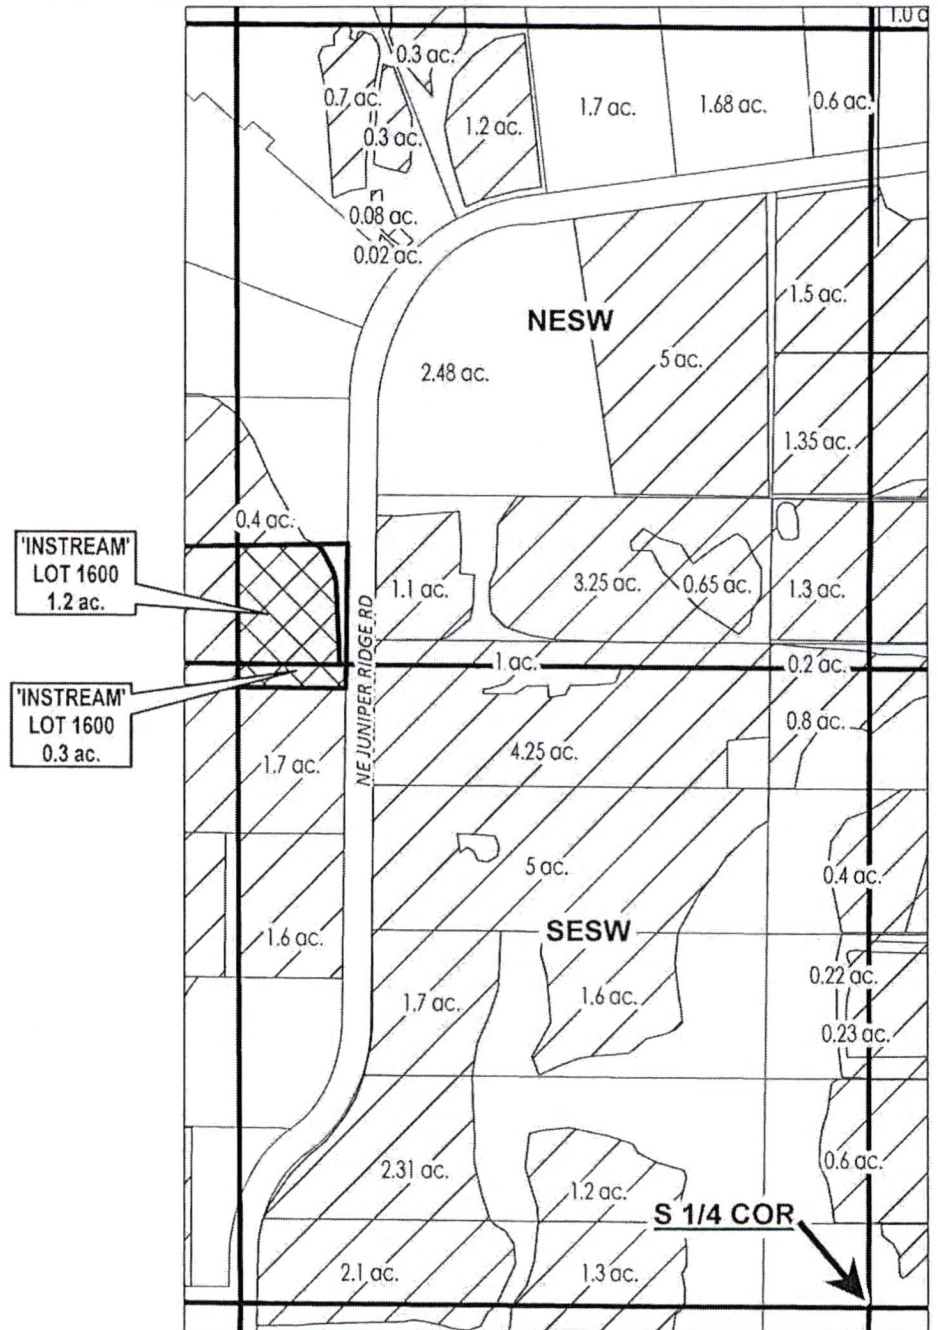 1.0 a
0.3 ac.
0.7 ac.
0.3 ac.
1.2 ac.
1.7 ac.
1.68 ac.
0.6 ac.
0.08 ac.
0.02 ac.
NESW
1.5 ac.
2.48 ac.
5 ac.
1.35 ac.
0.4 ac.
'INSTREAM'
LOT 1600
1.2 ac.
1.1 ac.
3.25 ac.
0.65 ac.
1.3 ac.
NE JUNIPER RIDGE RD
1 ac.
0.2 ac.
'INSTREAM'
LOT 1600
0.3 ac.
0.8 ac.
1.7 ac.
4.25 ac.
5 ac.
0.4 ac.
SESW
1.6 ac.
0.22 ac.
1.7 ac.
1.6 ac.
0.23 ac.
2.31 ac.
1.2 ac.
0.6 ac.
S 1/4 COR
2.1 ac.
1.3 ac.